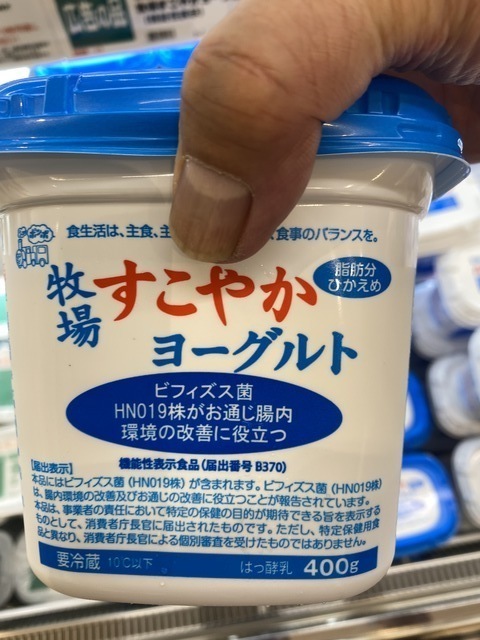 食生活は、主食、主 、食事のバランスを。
牧場
すこやか
ヨーグルト
脂肪分
ひかえめ
ビフィズス菌
HN019株がお通じ腸内
環境の改善に役立つ
機能性表示食品(届出番号 B370)
【届出表示】
本品にはビフィズス菌(HN019株)が含まれます。ビフィズス菌(HN019株)
は、腸内環境の改善及びお通じの改善に役立つことが報告されています。
本品は、事業者の責任において特定の保健の目的が期待できる旨を表示する
ものとして、消費者庁長官に届出されたものです。ただし、特定保健用食
品と異なり、消費者庁長官による個別審査を受けたものではありません。
要冷蔵 10℃以下 はっ酵乳 400g